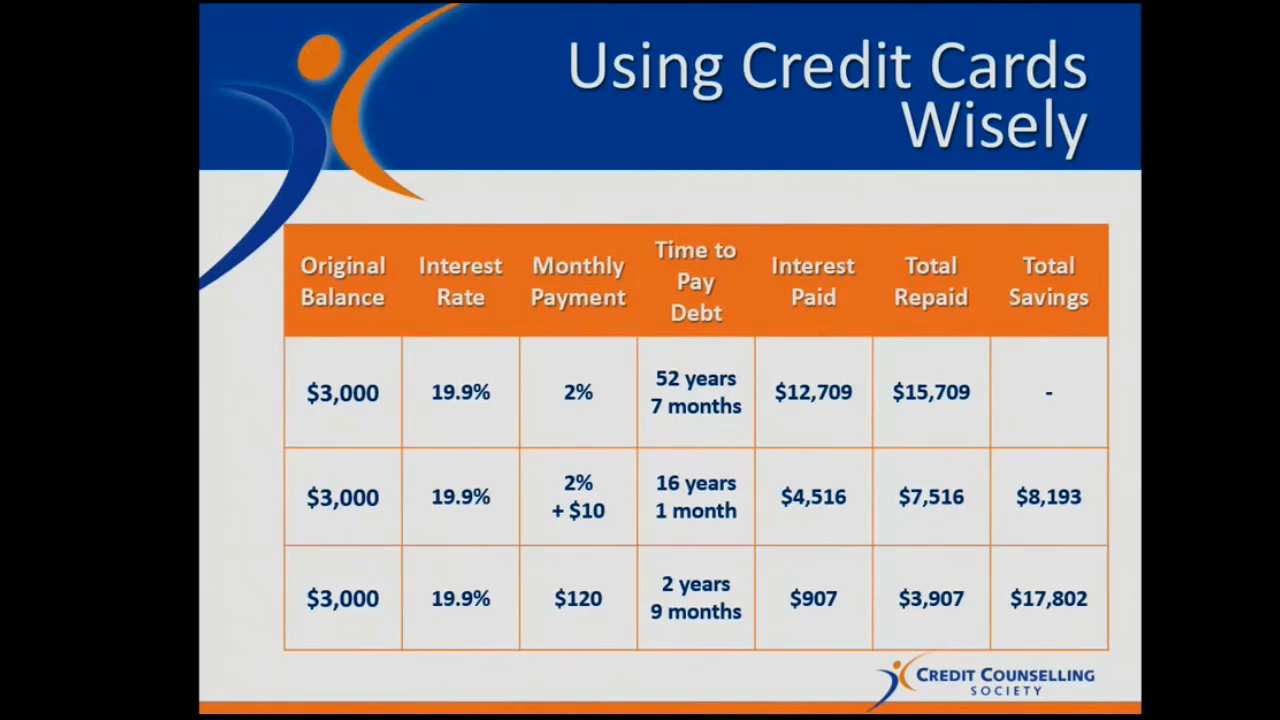 Using Credit Cards
Wisely
Original Balance
Interest Rate
Monthly Payment
Time to Pay Debt
Interest Paid
Total Repaid
Total Savings
$3,000
19.9%
2%
52 years 7 months
$12,709
$15,709
-
$3,000
19.9%
2% + $10
16 years 1 month
$4,516
$7,516
$8,193
$3,000
19.9%
$120
2 years 9 months
$907
$3,907
$17,802
CREDIT COUNSELLING
SOCIETY